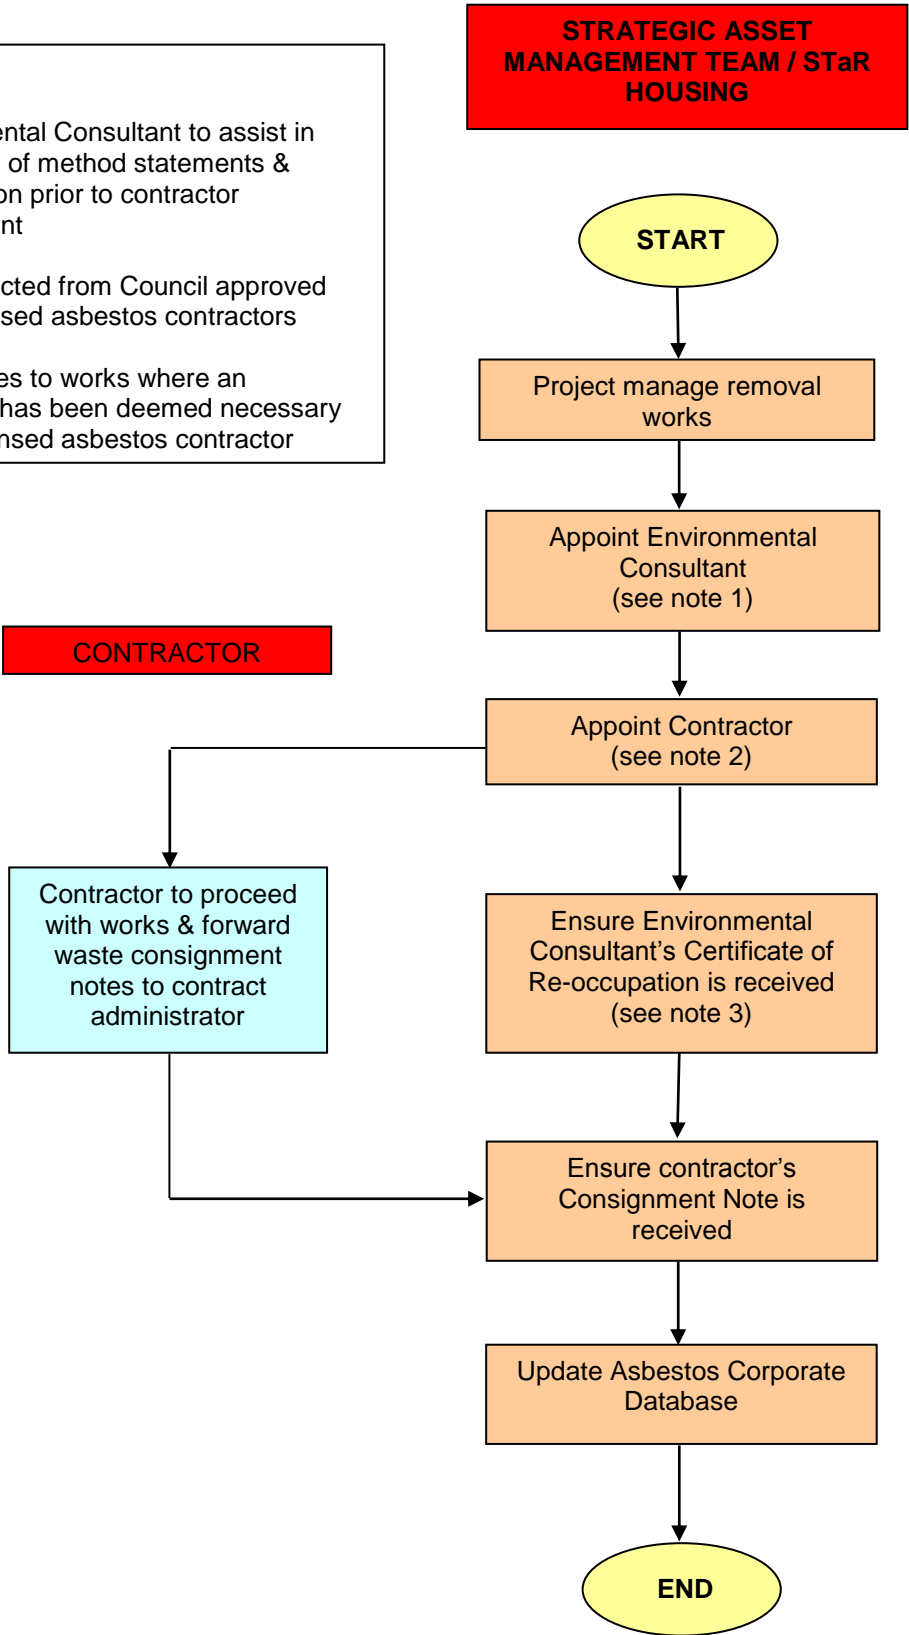 STRATEGIC ASSET
MANAGEMENT TEAM / STaR
HOUSING
ental Consultant to assist in
of method statements &
on prior to contractor
nt
cted from Council approved
sed asbestos contractors
es to works where an
has been deemed necessary
nsed asbestos contractor
START
Project manage removal
works
Appoint Environmental
Consultant
(see note 1)
CONTRACTOR
Appoint Contractor
(see note 2)
Contractor to proceed
with works & forward
waste consignment
notes to contract
administrator
Ensure Environmental
Consultant’s Certificate of
Re-occupation is received
(see note 3)
Ensure contractor’s
Consignment Note is
received
Update Asbestos Corporate
Database
END